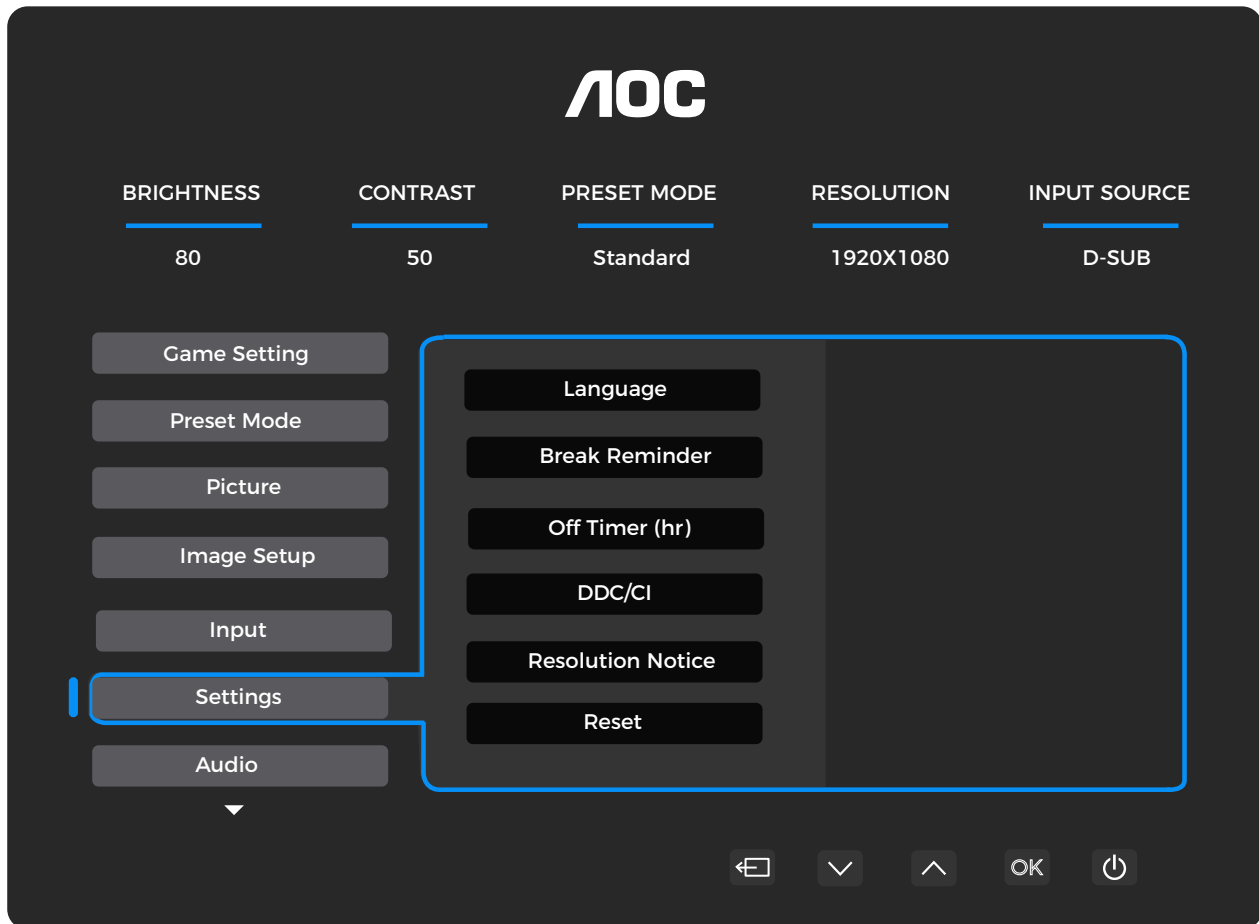 AOC
BRIGHTNESS CONTRAST PRESET MODE RESOLUTION INPUT SOURCE
80 50 Standard 1920X1080 D-SUB
Game Setting
Preset Mode
Picture
Image Setup
Input
Settings
Audio
Language
Break Reminder
Off Timer (hr)
DDC/CI
Resolution Notice
Reset
OK